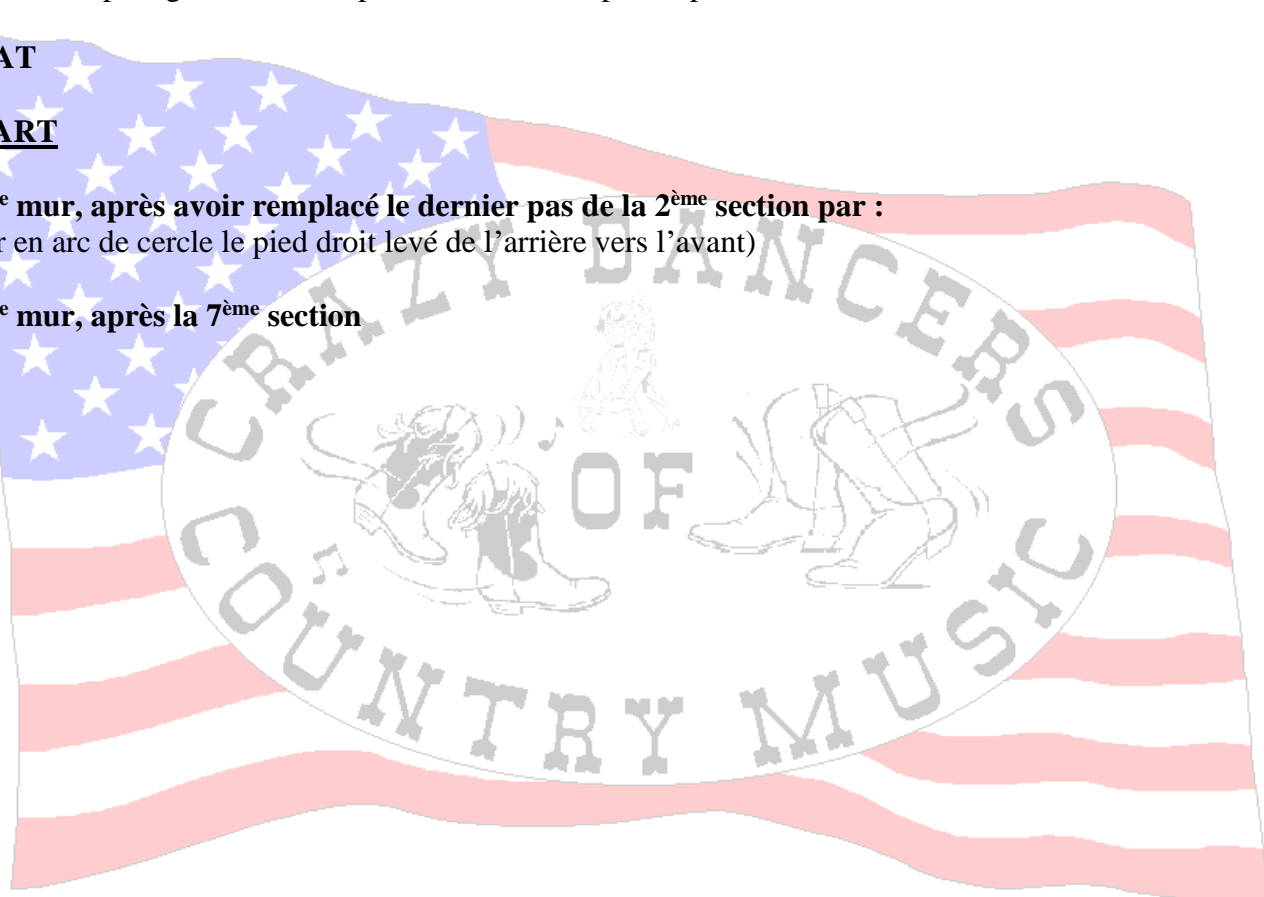 AT
ART
e mur, après avoir remplacé le dernier pas de la 2ème section par :
r en arc de cercle le pied droit levé de l’arrière vers l’avant)
e mur, après la 7ème section
CRAZY DANCERS
OF
COUNTRY MUSIC